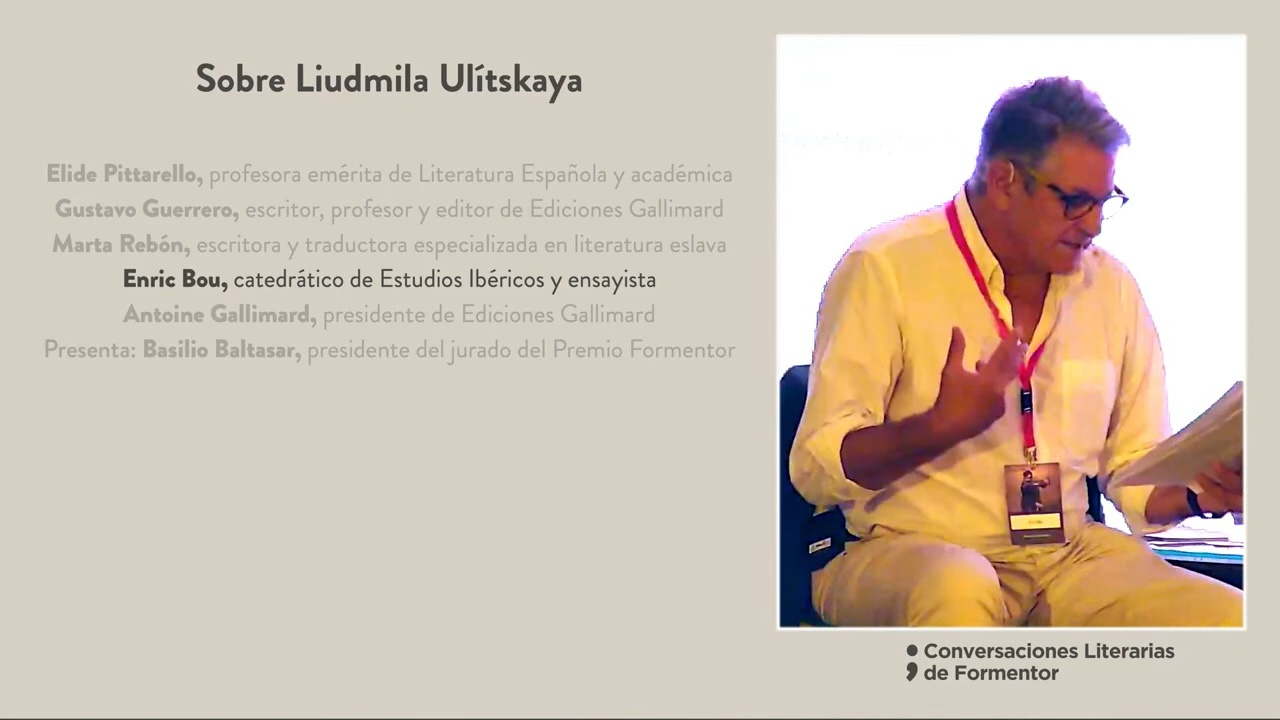 Sobre Liudmila Ulítskaya
Elide Pittarello, profesora emérita de Literatura Española y académica
Gustavo Guerrero, escritor, profesor y editor de Ediciones Gallimard
Marta Rebón, escritora y traductora especializada en literatura eslava
Enric Bou, catedrático de Estudios Ibéricos y ensayista
Antoine Gallimard, presidente de Ediciones Gallimard
Presenta: Basilio Baltasar, presidente del jurado del Premio Formentor
Conversaciones Literarias
de Formentor